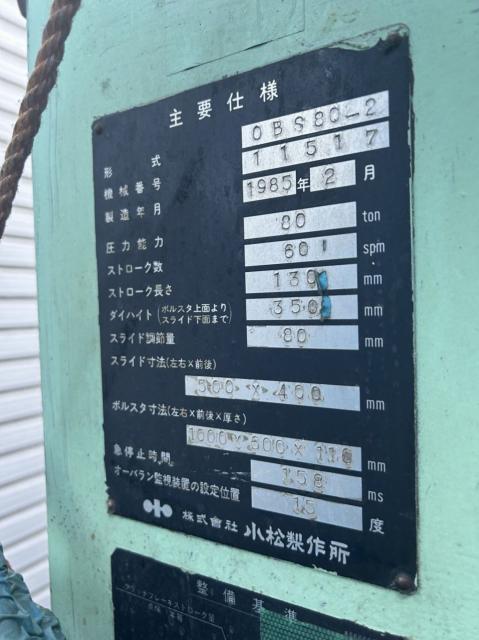 主要仕様
形式 OBS80-2
機械番号 11517
製造年月 1985年2月
圧力能力 80 ton
ストローク数 60 spm
ストローク長さ 130 mm
ダイハイト(ボルスタ上面よりスライド下面まで) 350 mm
スライド調節量 80 mm
スライド寸法(左右×前後)
500×400 mm
ボルスタ寸法(左右×前後×厚さ)
1000×500×110 mm
急停止時間 158 ms
オーバラン監視装置の設定位置 15 度
株式會社 小松製作所
整備基準